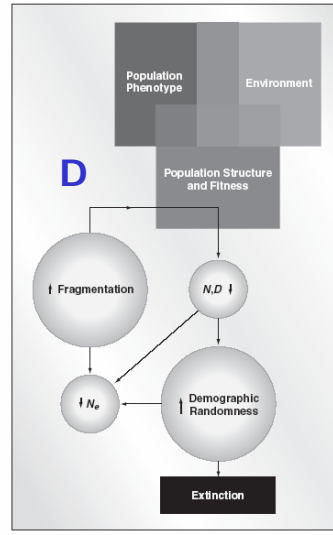 Population
Phenotype
Environment
Population Structure
and Fitness
D
↑ Fragmentation
N,D ↓
↓ Ne
↑ Demographic
Randomness
Extinction